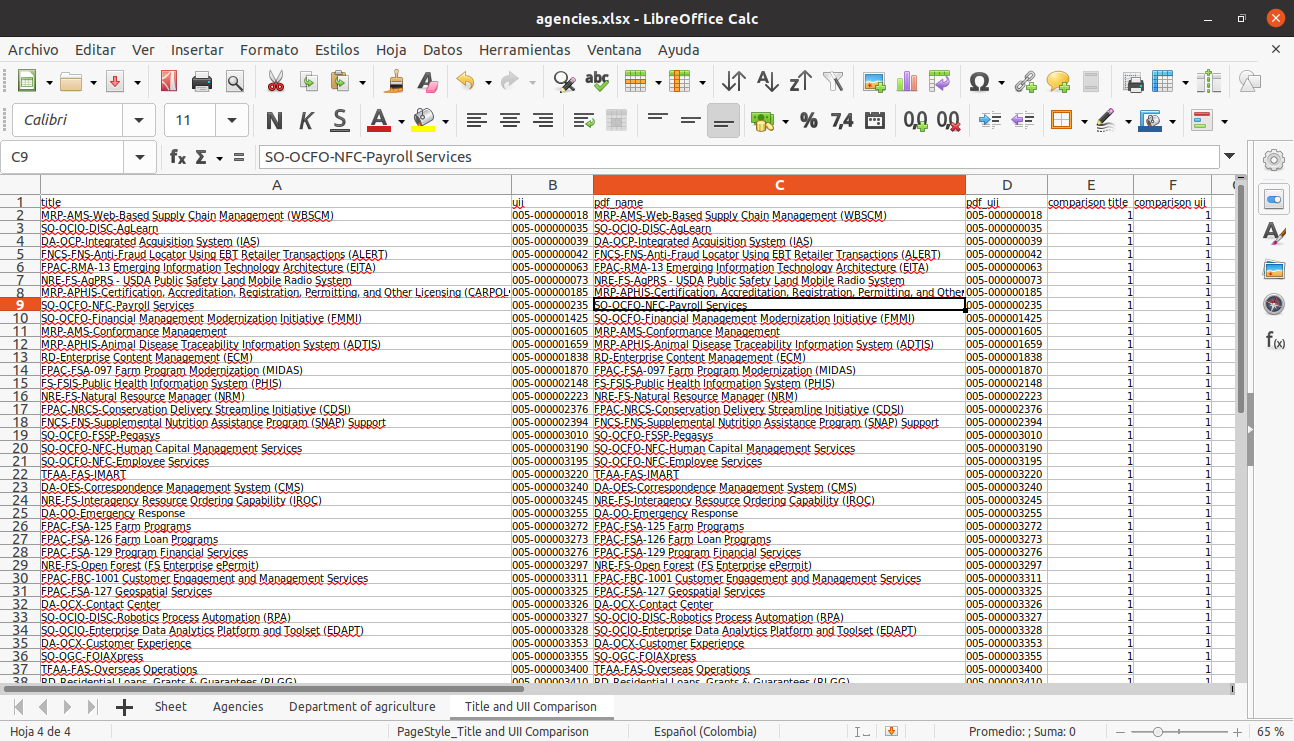 agencies.xlsx - LibreOffice Calc
Archivo Editar Ver Insertar Formato Estilos Hoja Datos Herramientas Ventana Ayuda
Calibri 11 N K S A % 7,4 0,0 0,0
C9 fx Σ = SO-OCFO-NFC-Payroll Services
A B C D E F
1 title uii pdf_name pdf_uii comparison title comparison uii
2 MRP-AMS-Web-Based Supply Chain Management (WBSCM) 005-000000018 MRP-AMS-Web-Based Supply Chain Management (WBSCM) 005-000000018 1 1
3 SO-OCIO-DISC-AgLearn 005-000000035 SO-OCIO-DISC-AgLearn 005-000000035 1 1
4 DA-OCP-Integrated Acquisition System (IAS) 005-000000039 DA-OCP-Integrated Acquisition System (IAS) 005-000000039 1 1
5 FNCS-FNS-Anti-Fraud Locator Using EBT Retailer Transactions (ALERT) 005-000000042 FNCS-FNS-Anti-Fraud Locator Using EBT Retailer Transactions (ALERT) 005-000000042 1 1
6 FPAC-RMA-13 Emerging Information Technology Architecture (EITA) 005-000000063 FPAC-RMA-13 Emerging Information Technology Architecture (EITA) 005-000000063 1 1
7 NRE-FS-AgPRS - USDA Public Safety Land Mobile Radio System 005-000000073 NRE-FS-AgPRS - USDA Public Safety Land Mobile Radio System 005-000000073 1 1
8 MRP-APHIS-Certification, Accreditation, Registration, Permitting, and Other Licensing (CARPOL 005-000000185 MRP-APHIS-Certification, Accreditation, Registration, Permitting, and Other 005-000000185 1 1
9 SO-OCFO-NFC-Payroll Services 005-000000235 SO-OCFO-NFC-Payroll Services 005-000000235 1 1
10 SO-OCFO-Financial Management Modernization Initiative (FMMI) 005-000001425 SO-OCFO-Financial Management Modernization Initiative (FMMI) 005-000001425 1 1
11 MRP-AMS-Conformance Management 005-000001605 MRP-AMS-Conformance Management 005-000001605 1 1
12 MRP-APHIS-Animal Disease Traceability Information System (ADTIS) 005-000001659 MRP-APHIS-Animal Disease Traceability Information System (ADTIS) 005-000001659 1 1
13 RD-Enterprise Content Management (ECM) 005-000001838 RD-Enterprise Content Management (ECM) 005-000001838 1 1
14 FPAC-FSA-097 Farm Program Modernization (MIDAS) 005-000001870 FPAC-FSA-097 Farm Program Modernization (MIDAS) 005-000001870 1 1
15 FS-FSIS-Public Health Information System (PHIS) 005-000002148 FS-FSIS-Public Health Information System (PHIS) 005-000002148 1 1
16 NRE-FS-Natural Resource Manager (NRM) 005-000002223 NRE-FS-Natural Resource Manager (NRM) 005-000002223 1 1
17 FPAC-NRCS-Conservation Delivery Streamline Initiative (CDSI) 005-000002376 FPAC-NRCS-Conservation Delivery Streamline Initiative (CDSI) 005-000002376 1 1
18 FNCS-FNS-Supplemental Nutrition Assistance Program (SNAP) Support 005-000002394 FNCS-FNS-Supplemental Nutrition Assistance Program (SNAP) Support 005-000002394 1 1
19 SO-OCFO-FSSP-Pegasys 005-000003010 SO-OCFO-FSSP-Pegasys 005-000003010 1 1
20 SO-OCFO-NFC-Human Capital Management Services 005-000003190 SO-OCFO-NFC-Human Capital Management Services 005-000003190 1 1
21 SO-OCFO-NFC-Employee Services 005-000003195 SO-OCFO-NFC-Employee Services 005-000003195 1 1
22 TFAA-FAS-IMART 005-000003220 TFAA-FAS-IMART 005-000003220 1 1
23 DA-OES-Correspondence Management System (CMS) 005-000003240 DA-OES-Correspondence Management System (CMS) 005-000003240 1 1
24 NRE-FS-Interagency Resource Ordering Capability (IROC) 005-000003245 NRE-FS-Interagency Resource Ordering Capability (IROC) 005-000003245 1 1
25 DA-OO-Emergency Response 005-000003255 DA-OO-Emergency Response 005-000003255 1 1
26 FPAC-FSA-125 Farm Programs 005-000003272 FPAC-FSA-125 Farm Programs 005-000003272 1 1
27 FPAC-FSA-126 Farm Loan Programs 005-000003273 FPAC-FSA-126 Farm Loan Programs 005-000003273 1 1
28 FPAC-FSA-129 Program Financial Services 005-000003276 FPAC-FSA-129 Program Financial Services 005-000003276 1 1
29 NRE-FS-Open Forest (FS Enterprise ePermit) 005-000003297 NRE-FS-Open Forest (FS Enterprise ePermit) 005-000003297 1 1
30 FPAC-FBC-1001 Customer Engagement and Management Services 005-000003311 FPAC-FBC-1001 Customer Engagement and Management Services 005-000003311 1 1
31 FPAC-FSA-127 Geospatial Services 005-000003325 FPAC-FSA-127 Geospatial Services 005-000003325 1 1
32 DA-OCX-Contact Center 005-000003326 DA-OCX-Contact Center 005-000003326 1 1
33 SO-OCIO-DISC-Robotics Process Automation (RPA) 005-000003327 SO-OCIO-DISC-Robotics Process Automation (RPA) 005-000003327 1 1
34 SO-OCIO-Enterprise Data Analytics Platform and Toolset (EDAPT) 005-000003328 SO-OCIO-Enterprise Data Analytics Platform and Toolset (EDAPT) 005-000003328 1 1
35 DA-OCX-Customer Experience 005-000003353 DA-OCX-Customer Experience 005-000003353 1 1
36 SO-OGC-FOIAXpress 005-000003355 SO-OGC-FOIAXpress 005-000003355 1 1
37 TFAA-FAS-Overseas Operations 005-000003400 TFAA-FAS-Overseas Operations 005-000003400 1 1
38 RD-Residential Loans, Grants & Guarantees (RLGG) 005-000003410 RD-Residential Loans, Grants & Guarantees (RLGG) 005-000003410 1 1
Sheet Agencies Department of agriculture Title and UII Comparison
Hoja 4 de 4 PageStyle_Title and UII Comparison Español (Colombia) Promedio: ; Suma: 0 65 %